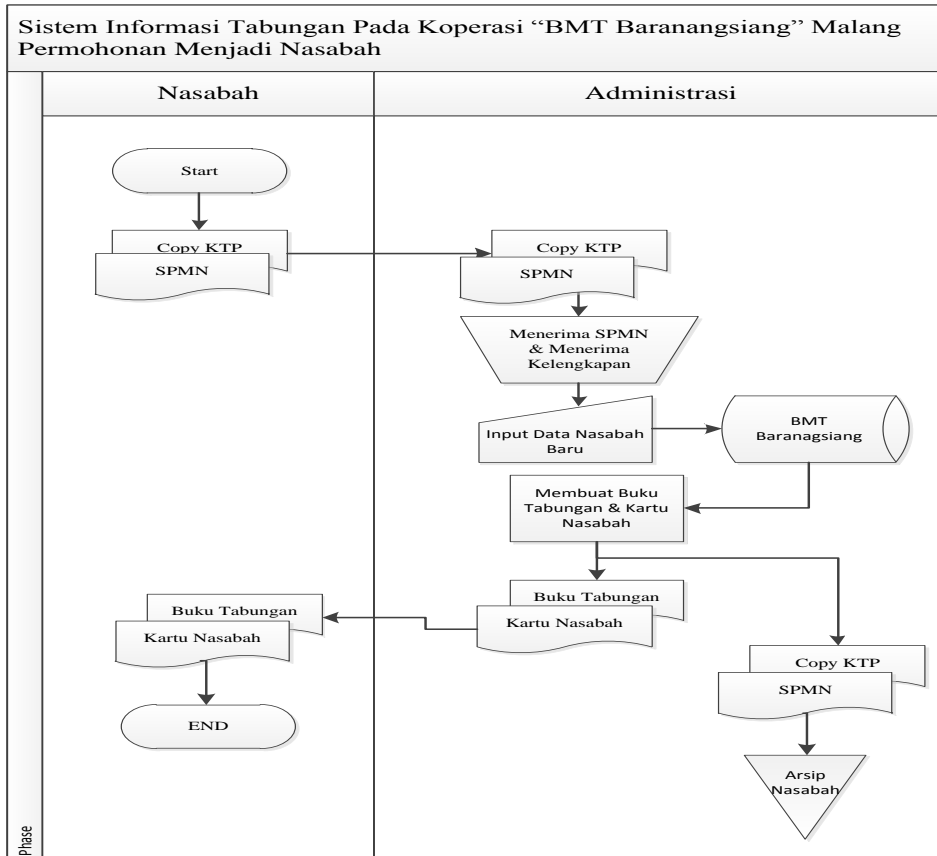 Sistem Informasi Tabungan Pada Koperasi “BMT Baranangsiang” Malang
Permohonan Menjadi Nasabah
Nasabah
Administrasi
Start
Copy KTP
SPMN
Copy KTP
SPMN
Menerima SPMN
& Menerima
Kelengkapan
Input Data Nasabah
Baru
BMT
Baranagsiang
Membuat Buku
Tabungan & Kartu
Nasabah
Buku Tabungan
Kartu Nasabah
Buku Tabungan
Kartu Nasabah
Copy KTP
SPMN
END
Arsip
Nasabah
Phase